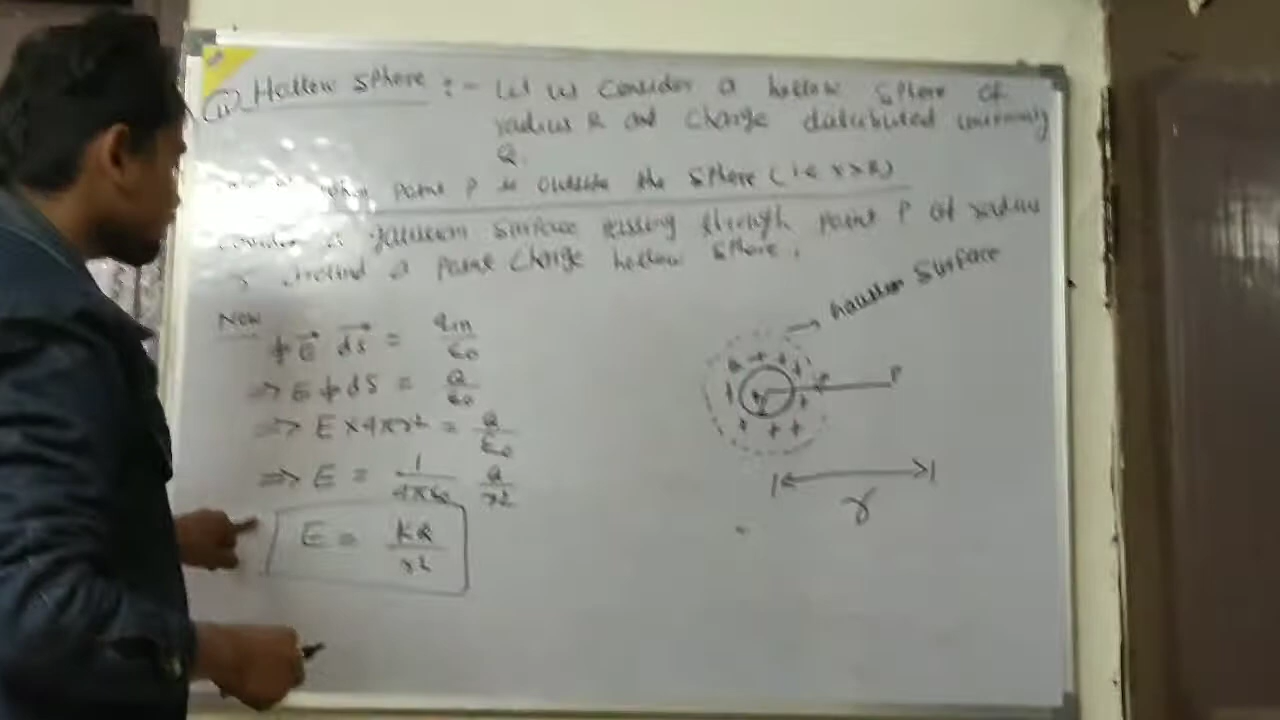 (ii) Hollow Sphere :- Let us consider a hollow sphere of
radius R and charge distributed uniformly
Q.
when point P is outside the sphere (i.e r>R)
Consider a gaussian surface passing through point P of radius
r around a point charge hollow sphere.
Now
∮ E⃗ ds⃗ = qin/ε0
⇒ E ∮ ds = Q/ε0
⇒ E × 4πr² = Q/ε0
⇒ E = 1/4πε0 Q/r²
E = kQ/r²
→ Gaussian Surface
P
r